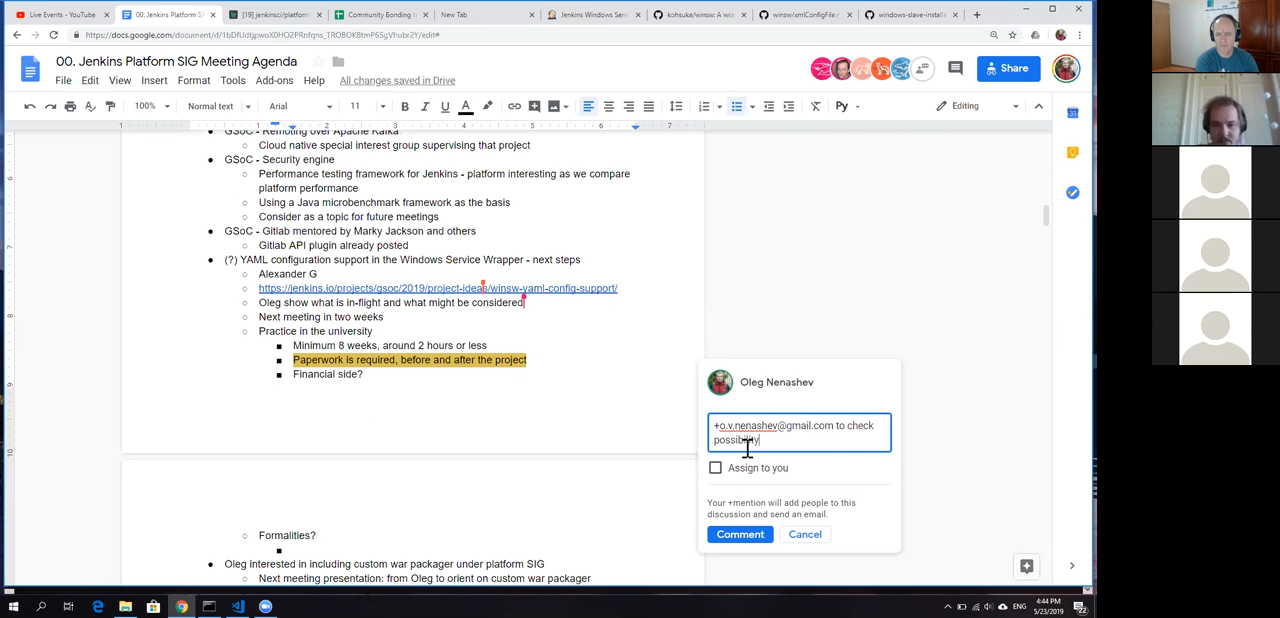 Live Events - YouTube
00. Jenkins Platform S
[19] jenkinsci/platform
Community Bonding t
New Tab
Jenkins Windows Serv
kohsuke/winsw: A wra
winsw/xmlConfigFile.m
windows-slave-installe
00. Jenkins Platform SIG Meeting Agenda
File Edit View Insert Format Tools Add-ons Help All changes saved in Drive
Share
100% Normal text Arial 11 B I U A Editing
GSoC - Remoting over Apache Kafka
Cloud native special interest group supervising that project
GSoC - Security engine
Performance testing framework for Jenkins - platform interesting as we compare
platform performance
Using a Java microbenchmark framework as the basis
Consider as a topic for future meetings
GSoC - Gitlab mentored by Marky Jackson and others
Gitlab API plugin already posted
(?) YAML configuration support in the Windows Service Wrapper - next steps
Alexander G
https://jenkins.io/projects/gsoc/2019/project-ideas/winsw-yaml-config-support/
Oleg show what is in-flight and what might be considered
Next meeting in two weeks
Practice in the university
Minimum 8 weeks, around 2 hours or less
Paperwork is required, before and after the project
Financial side?
Formalities?
Oleg interested in including custom war packager under platform SIG
Next meeting presentation: from Oleg to orient on custom war packager
Oleg Nenashev
+o.v.nenashev@gmail.com to check
possibility
Assign to you
Your +mention will add people to this
discussion and send an email.
Comment Cancel
ENG
4:44 PM
5/23/2019
22